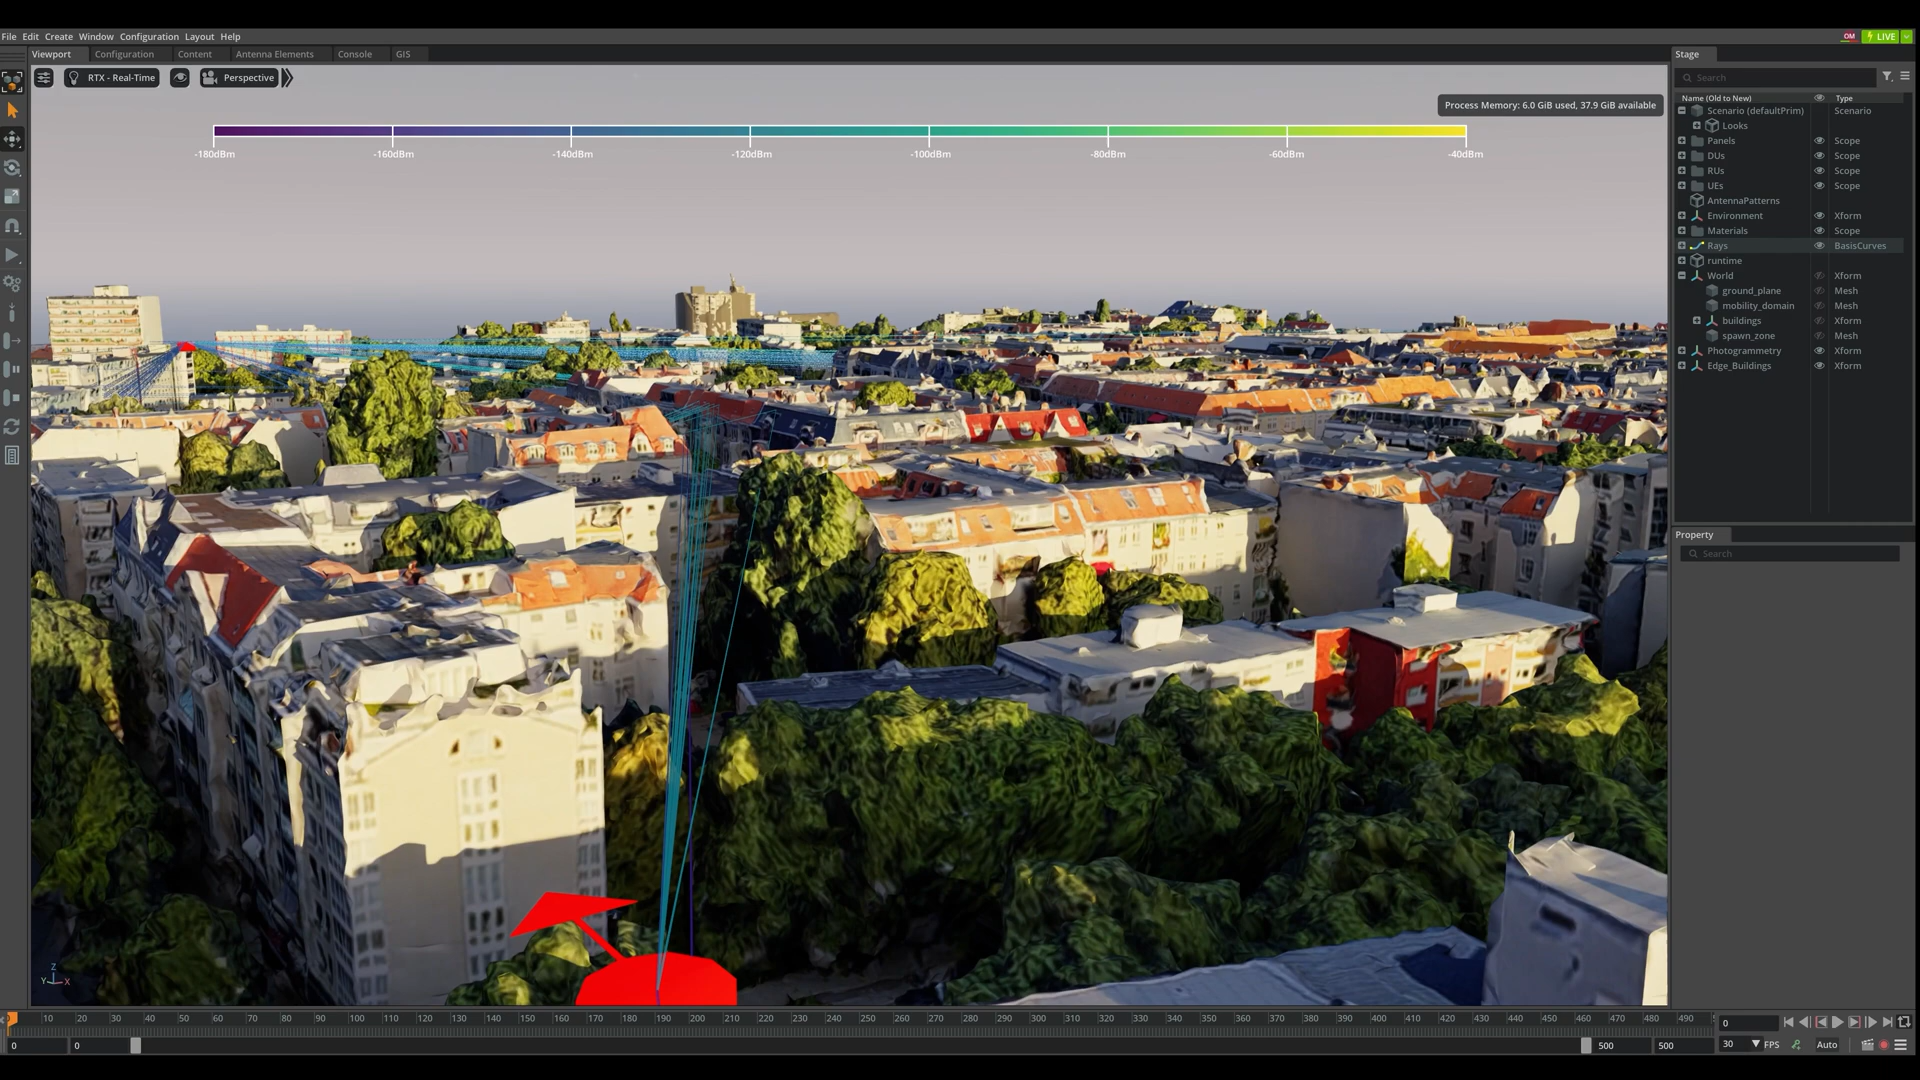 File Edit Create Window Configuration Layout Help
OM LIVE
Viewport Configuration Content Antenna Elements Console GIS
Stage
RTX - Real-Time Perspective
Search
Process Memory: 6.0 GiB used, 37.9 GiB available
-180dBm -160dBm -140dBm -120dBm -100dBm -80dBm -60dBm -40dBm
Name (Old to New) Type
Scenario (defaultPrim) Scenario
Looks
Panels Scope
DUs Scope
RUs Scope
UEs Scope
AntennaPatterns
Environment Xform
Materials Scope
Rays BasisCurves
runtime
World Xform
ground_plane Mesh
mobility_domain Mesh
buildings Xform
spawn_zone Mesh
Photogrammetry Xform
Edge_Buildings Xform
Property
Search
Z
Y X
10 20 30 40 50 60 70 80 90 100 110 120 130 140 150 160 170 180 190 200 210 220 230 240 250 260 270 280 290 300 310 320 330 340 350 360 370 380 390 400 410 420 430 440 450 460 470 480 490
0
0 0 500 500 30 FPS Auto